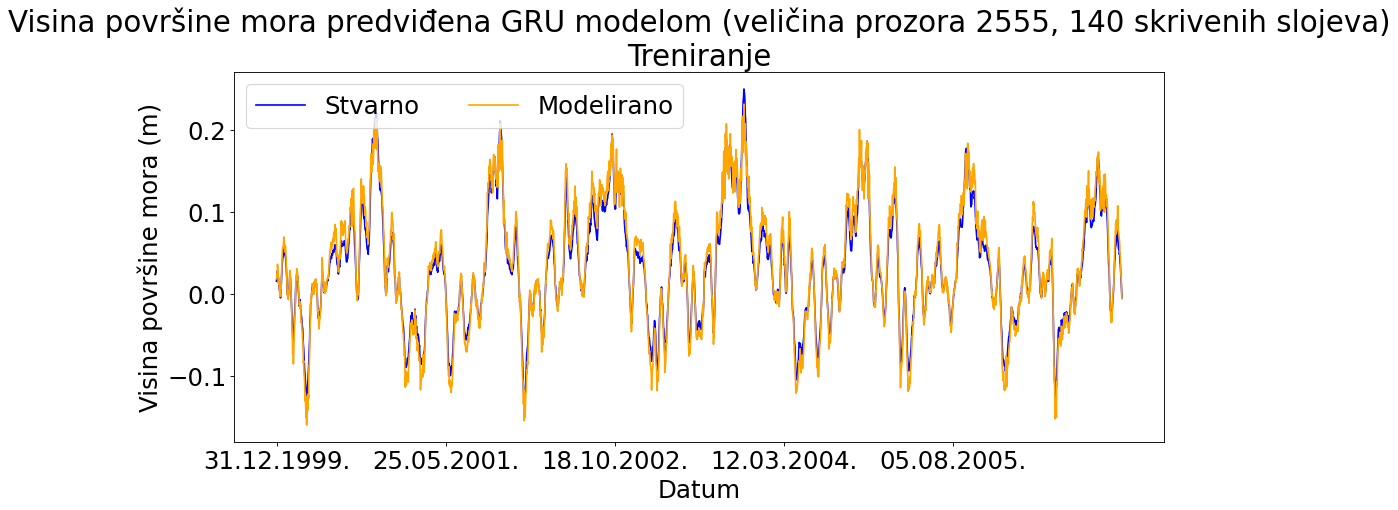 Visina površine mora predviđena GRU modelom (veličina prozora 2555, 140 skrivenih slojeva)
Treniranje
Stvarno Modelirano
Visina površine mora (m)
0.2
0.1
0.0
−0.1
31.12.1999. 25.05.2001. 18.10.2002. 12.03.2004. 05.08.2005.
Datum